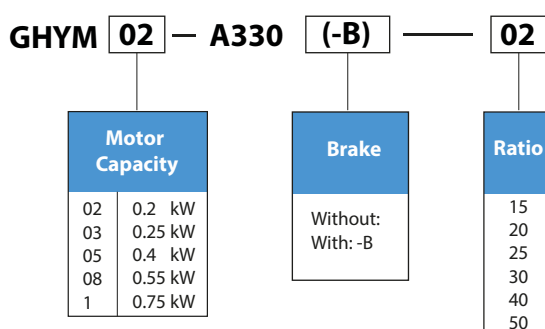 GHYM 02 — A330 (-B) — 02
Motor
Capacity
02 0.2 kW
03 0.25 kW
05 0.4 kW
08 0.55 kW
1 0.75 kW
Brake
Without:
With: -B
Ratio
15
20
25
30
40
50